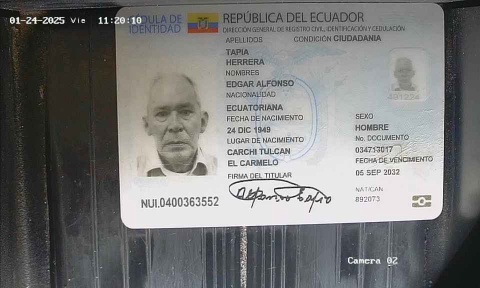 01-24-2025 Vie 11:20:10
CÉDULA DE IDENTIDAD
REPÚBLICA DEL ECUADOR
DIRECCIÓN GENERAL DE REGISTRO CIVIL, IDENTIFICACIÓN Y CEDULACIÓN
APELLIDOS CONDICIÓN CIUDADANÍA
TAPIA
HERRERA
NOMBRES
EDGAR ALFONSO
NACIONALIDAD
ECUATORIANA
FECHA DE NACIMIENTO
24 DIC 1949
LUGAR DE NACIMIENTO
CARCHI TULCAN
EL CARMELO
FIRMA DEL TITULAR
SEXO
HOMBRE
No. DOCUMENTO
034713017
FECHA DE VENCIMIENTO
05 SEP 2032
NAT/CAN
892073
NUI.0400363552
Camera 02